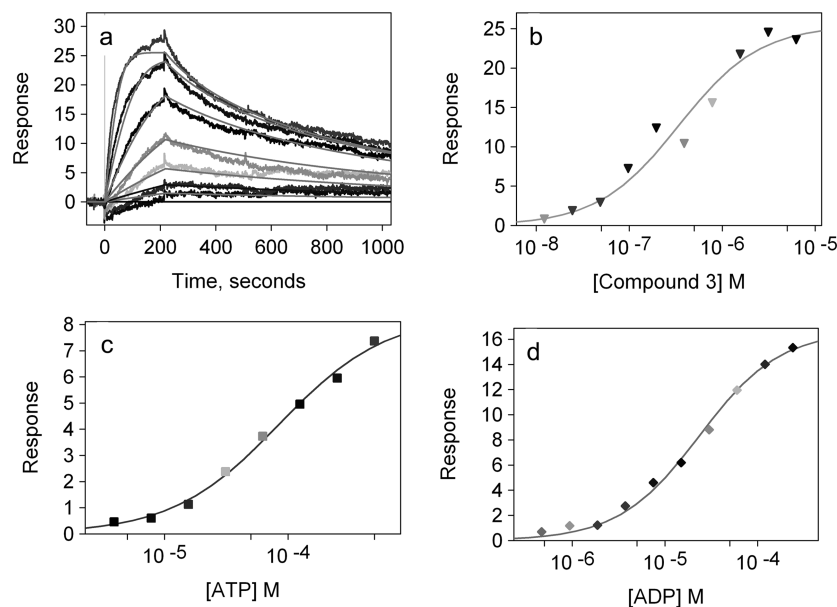 a
Response
30
25
20
15
10
5
0
0 200 400 600 800 1000
Time, seconds
b
Response
25
20
15
10
5
0
10-8 10-7 10-6 10-5
[Compound 3] M
c
Response
8
7
6
5
4
3
2
1
0
10-5 10-4
[ATP] M
d
Response
16
14
12
10
8
6
4
2
0
10-6 10-5 10-4
[ADP] M